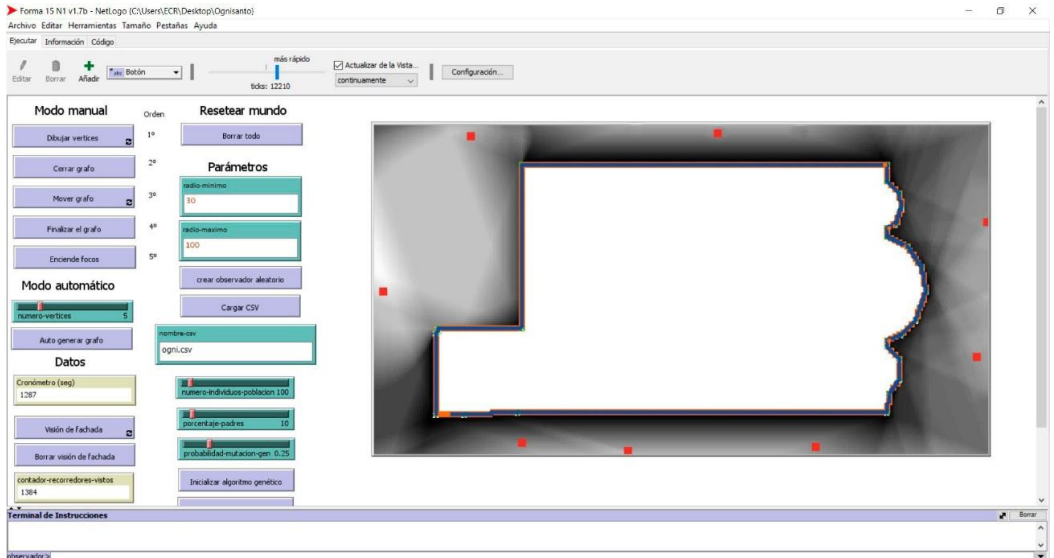 Forma 15 N1 v1.7b - NetLogo {C:\Users\ECR\Desktop\Ognisanto}
Archivo Editar Herramientas Tamaño Pestañas Ayuda
Ejecutar Información Código
Editar Borrar Añadir abc Botón
más rápido
ticks: 12210
Actualizar de la Vista...
continuamente
Configuración...
Modo manual
Orden
Resetear mundo
Dibujar vertices
1º
Borrar todo
Cerrar grafo
2º
Parámetros
radio-minimo
30
Mover grafo
3º
Finalizar el grafo
4º
radio-maximo
100
Enciende focos
5º
crear observador aleatorio
Modo automático
Cargar CSV
numero-vertices 5
nombre-csv
ogni.csv
Auto generar grafo
Datos
Cronómetro (seg)
1287
numero-individuos-poblacion 100
porcentaje-padres 10
Visión de fachada
probabilidad-mutacion-gen 0.25
Borrar visión de fachada
contador-recorredores-vistos
1384
Inicializar algoritmo genético
Terminal de Instrucciones
Borrar
observador>